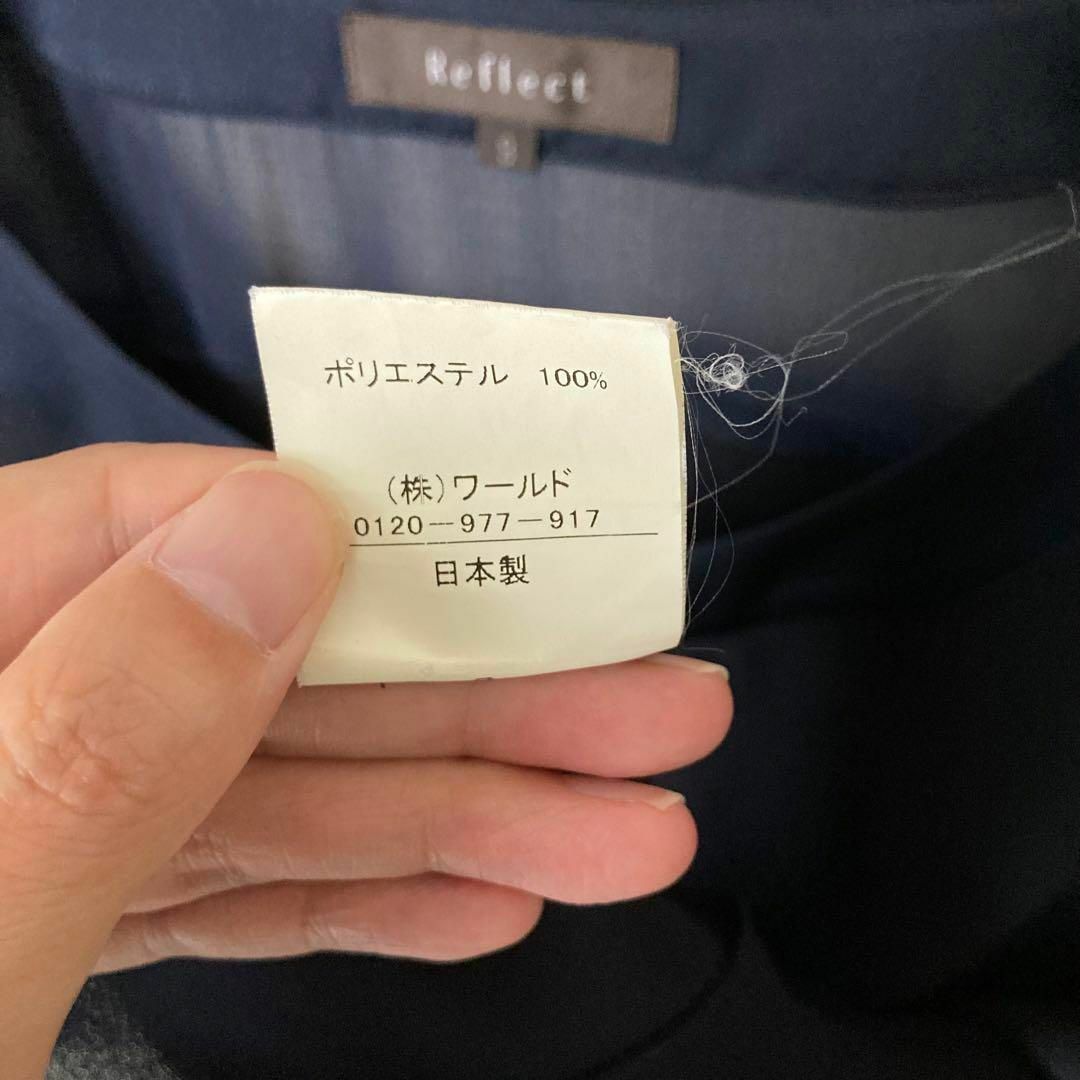 Reflect
9
ポリエステル 100%
(株)ワールド
0120-977-917
日本製